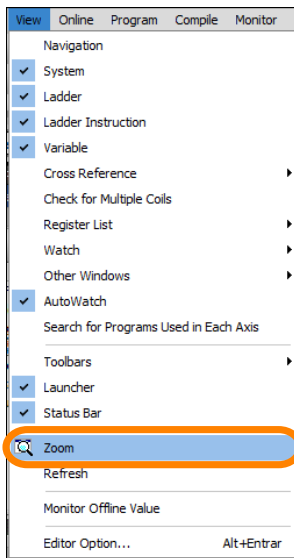 View Online Program Compile Monitor
Navigation
System
Ladder
Ladder Instruction
Variable
Cross Reference
Check for Multiple Coils
Register List
Watch
Other Windows
AutoWatch
Search for Programs Used in Each Axis
Toolbars
Launcher
Status Bar
Zoom
Refresh
Monitor Offline Value
Editor Option... Alt+Entrar